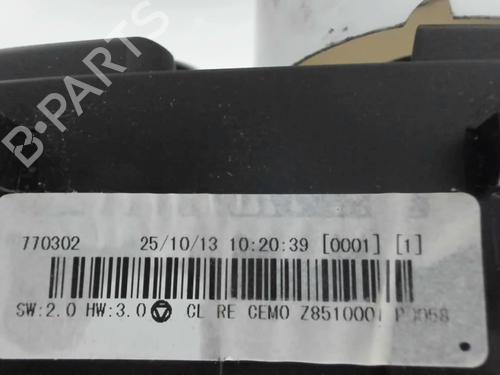 B-PARTS
770302 25/10/13 10:20:39 [0001] [1]
SW:2.0 HW:3.0 CL RE CEMO Z851000